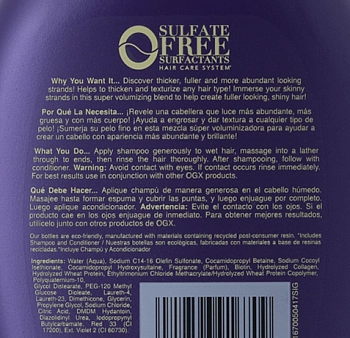 SULFATE
FREE
SURFACTANTS
HAIR CARE SYSTEM
Why You Want It... Discover thicker, fuller and more abundant looking
strands! Helps to thicken and texturize any hair type! Immerse your skinny
strands in this super volumizing blend to help create fuller looking, shiny hair!
Por Qué La Necesita... ¡Revele una cabellera que luce más abundante, más
gruesa y con más cuerpo! ¡Ayuda a engrosar y dar textura a cualquier tipo de
pelo! ¡Sumerja su pelo fino en esta mezcla súper voluminizadora para ayudar a
crear un cabello con apariencia más abundante y brillante!
What You Do... Apply shampoo generously to wet hair, massage into a lather
through to ends, then rinse the hair thoroughly. After shampooing, follow with
conditioner. Warning: Avoid contact with eyes. If contact occurs rinse immediately.
For best results use in conjunction with other OGX products.
Qué Debe Hacer... Aplique champú de manera generosa en el cabello húmedo.
Masajee hasta formar espuma y cubrir las puntas, y luego enjuague por completo.
Luego aplique acondicionador. Advertencia: Evite el contacto con los ojos. Si el
producto cae en los ojos enjuague de inmediato. Para obtener mejores resultados,
utilícelo junto con otros productos de OGX.
Our bottles are eco-friendly, manufactured with materials containing recycled post-consumer resin. *Includes
Shampoo and Conditioner / Nuestras botellas son ecológicas, fabricadas con materiales a base de resinas
recicladas. *Incluye Champú y Acondicionador
Ingredients: Water (Aqua), Sodium C14-16 Olefin Sulfonate, Cocamidopropyl Betaine, Sodium Cocoyl
Isethionate, Cocamidopropyl Hydroxysultaine, Fragrance (Parfum), Biotin, Hydrolyzed Collagen,
Hydrolyzed Wheat Protein, Ethyltrimonium Chloride Methacrylate/Hydrolyzed Wheat Protein Copolymer,
Polyquaternium-10,
Glycol Distearate, PEG-120 Methyl
Glucose Dioleate, Laureth-4,
Laureth-23, Dimethicone, Glycerin,
Propylene Glycol, Sodium Chloride,
Citric Acid, DMDM Hydantoin,
Diazolidinyl Urea, Iodopropynyl
Butylcarbamate, Red 33 (CI
17200), Ext. Violet 2 (CI 60730).